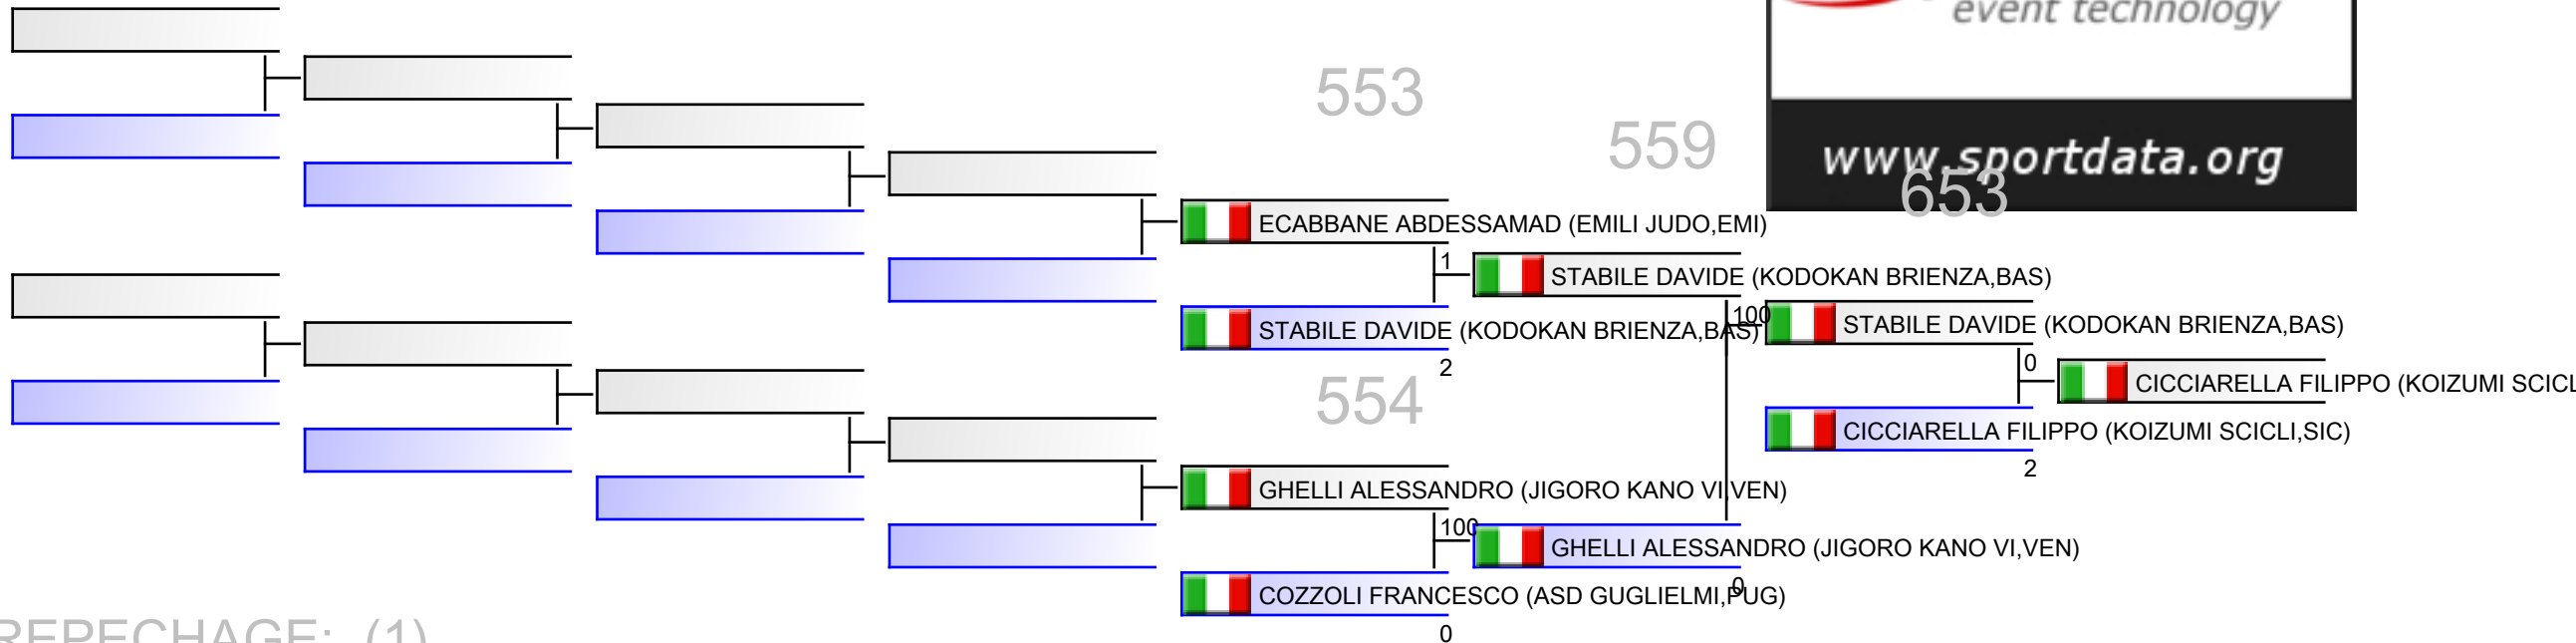 event technology
553
559
www.sportdata.org
653
ECABBANE ABDESSAMAD (EMILI JUDO,EMI)
1
STABILE DAVIDE (KODOKAN BRIENZA,BAS)
100
STABILE DAVIDE (KODOKAN BRIENZA,BAS)
STABILE DAVIDE (KODOKAN BRIENZA,BAS)
2
0
CICCIARELLA FILIPPO (KOIZUMI SCICL
554
CICCIARELLA FILIPPO (KOIZUMI SCICLI,SIC)
2
GHELLI ALESSANDRO (JIGORO KANO VI,VEN)
100
GHELLI ALESSANDRO (JIGORO KANO VI,VEN)
0
COZZOLI FRANCESCO (ASD GUGLIELMI,PUG)
0
REPECHAGE: (1)